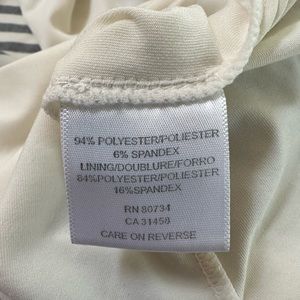 94% POLYESTER/POLIESTER
6% SPANDEX
LINING/DOUBLURE/FORRO
84%POLYESTER/POLIESTER
16%SPANDEX
RN 80734
CA 31458
CARE ON REVERSE